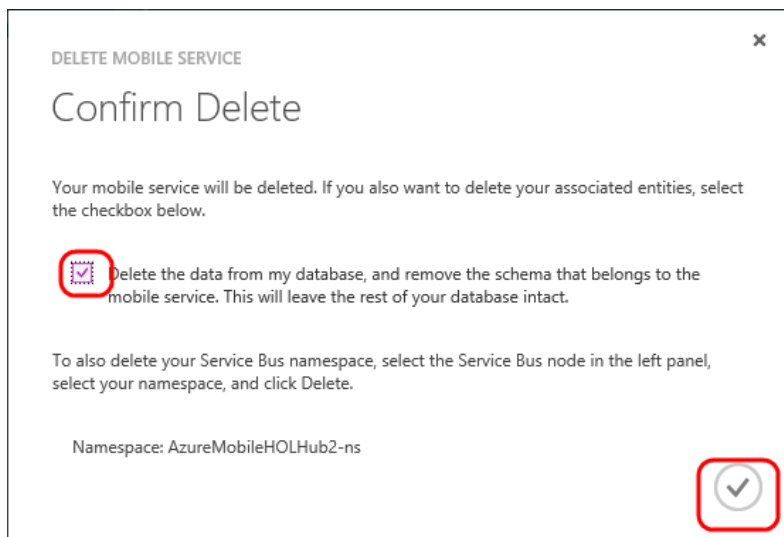 DELETE MOBILE SERVICE
Confirm Delete
Your mobile service will be deleted. If you also want to delete your associated entities, select
the checkbox below.
Delete the data from my database, and remove the schema that belongs to the
mobile service. This will leave the rest of your database intact.
To also delete your Service Bus namespace, select the Service Bus node in the left panel,
select your namespace, and click Delete.
Namespace: AzureMobileHOLHub2-ns